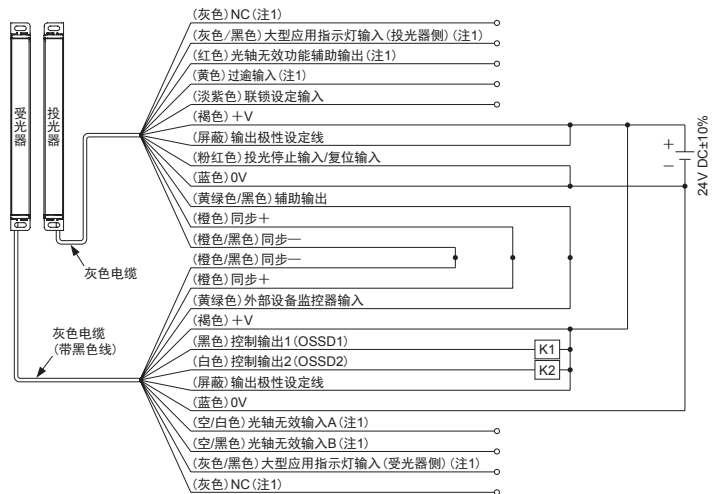 (灰色)NC(注1)
(灰色/黑色)大型应用指示灯输入(投光器侧)(注1)
(红色)光轴无效功能辅助输出(注1)
(黄色)过逾输入(注1)
(淡紫色)联锁设定输入
(褐色)+V
(屏蔽)输出极性设定线
(粉红色)投光停止输入/复位输入
(蓝色)0V
(黄绿色/黑色)辅助输出
(橙色)同步+
(橙色/黑色)同步—
(橙色/黑色)同步—
(橙色)同步+
(黄绿色)外部设备监控器输入
(褐色)+V
(黑色)控制输出1(OSSD1)
(白色)控制输出2(OSSD2)
(屏蔽)输出极性设定线
(蓝色)0V
(空/白色)光轴无效输入A(注1)
(空/黑色)光轴无效输入B(注1)
(灰色/黑色)大型应用指示灯输入(受光器侧)(注1)
(灰色)NC(注1)
受光器
投光器
灰色电缆
灰色电缆
(带黑色线)
K1
K2
+
−
24V DC±10%